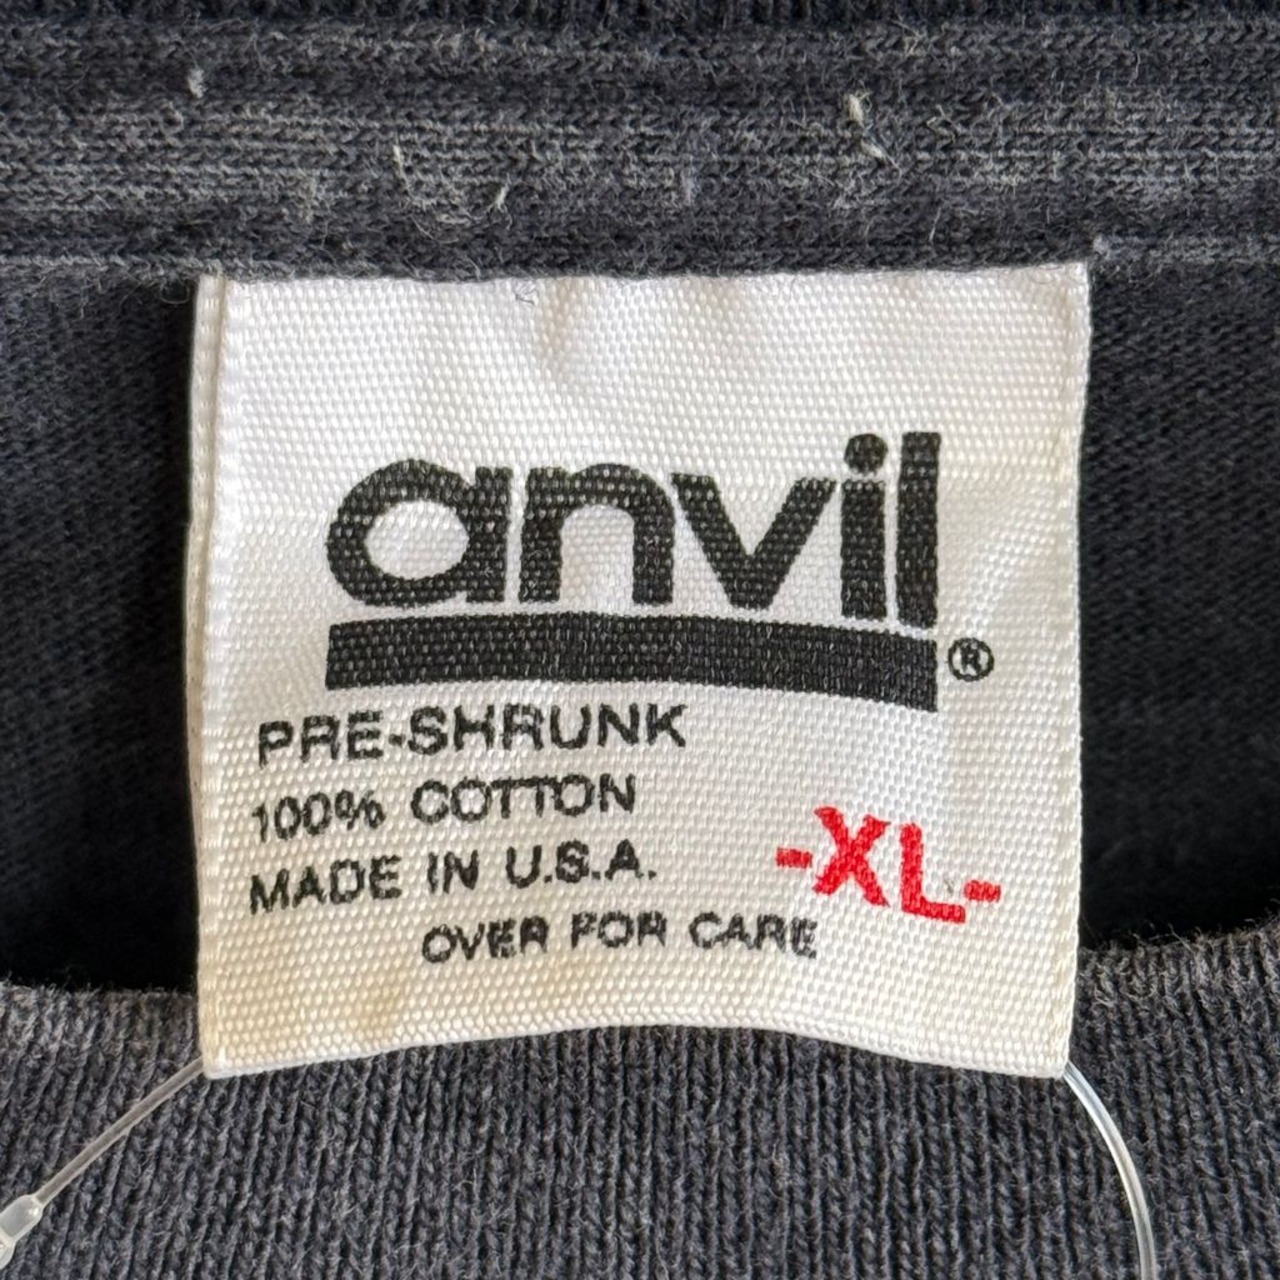 anvil®
PRE-SHRUNK
100% COTTON
MADE IN U.S.A.
-XL-
OVER FOR CARE